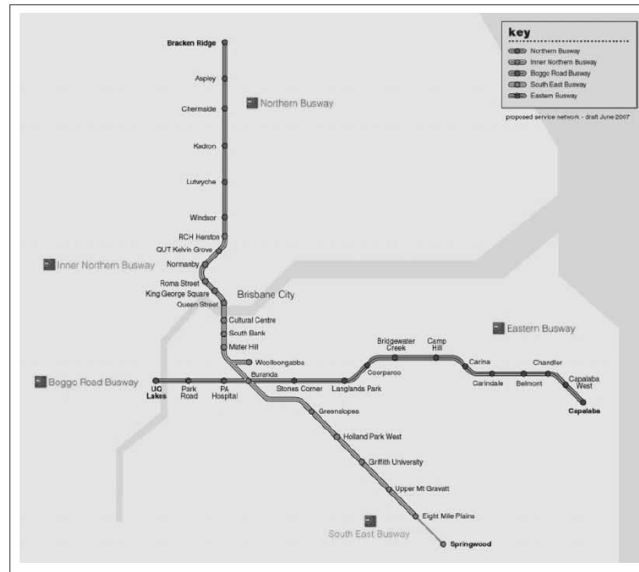 key
Northern Busway
Inner Northern Busway
Boggo Road Busway
South East Busway
Eastern Busway
proposed service network - draft June 2007
Bracken Ridge
Aspley
Northern Busway
Chermside
Kedron
Lutwyche
Windsor
RCH Herston
QUT Kelvin Grove
Inner Northern Busway
Normanby
Roma Street
King George Square
Brisbane City
Queen Street
Cultural Centre
South Bank
Mater Hill
Woolloongabba
Eastern Busway
Bridgewater
Creek
Camp
Hill
Coorparoo
Carina
Chandler
Boggo Road Busway
Buranda
UQ
Lakes
Park
Road
PA
Hospital
Stones Corner
Langlands Park
Carindale
Belmont
Capalaba
West
Capalaba
Greenslopes
Holland Park West
Griffith University
Upper Mt Gravatt
Eight Mile Plains
South East Busway
Springwood